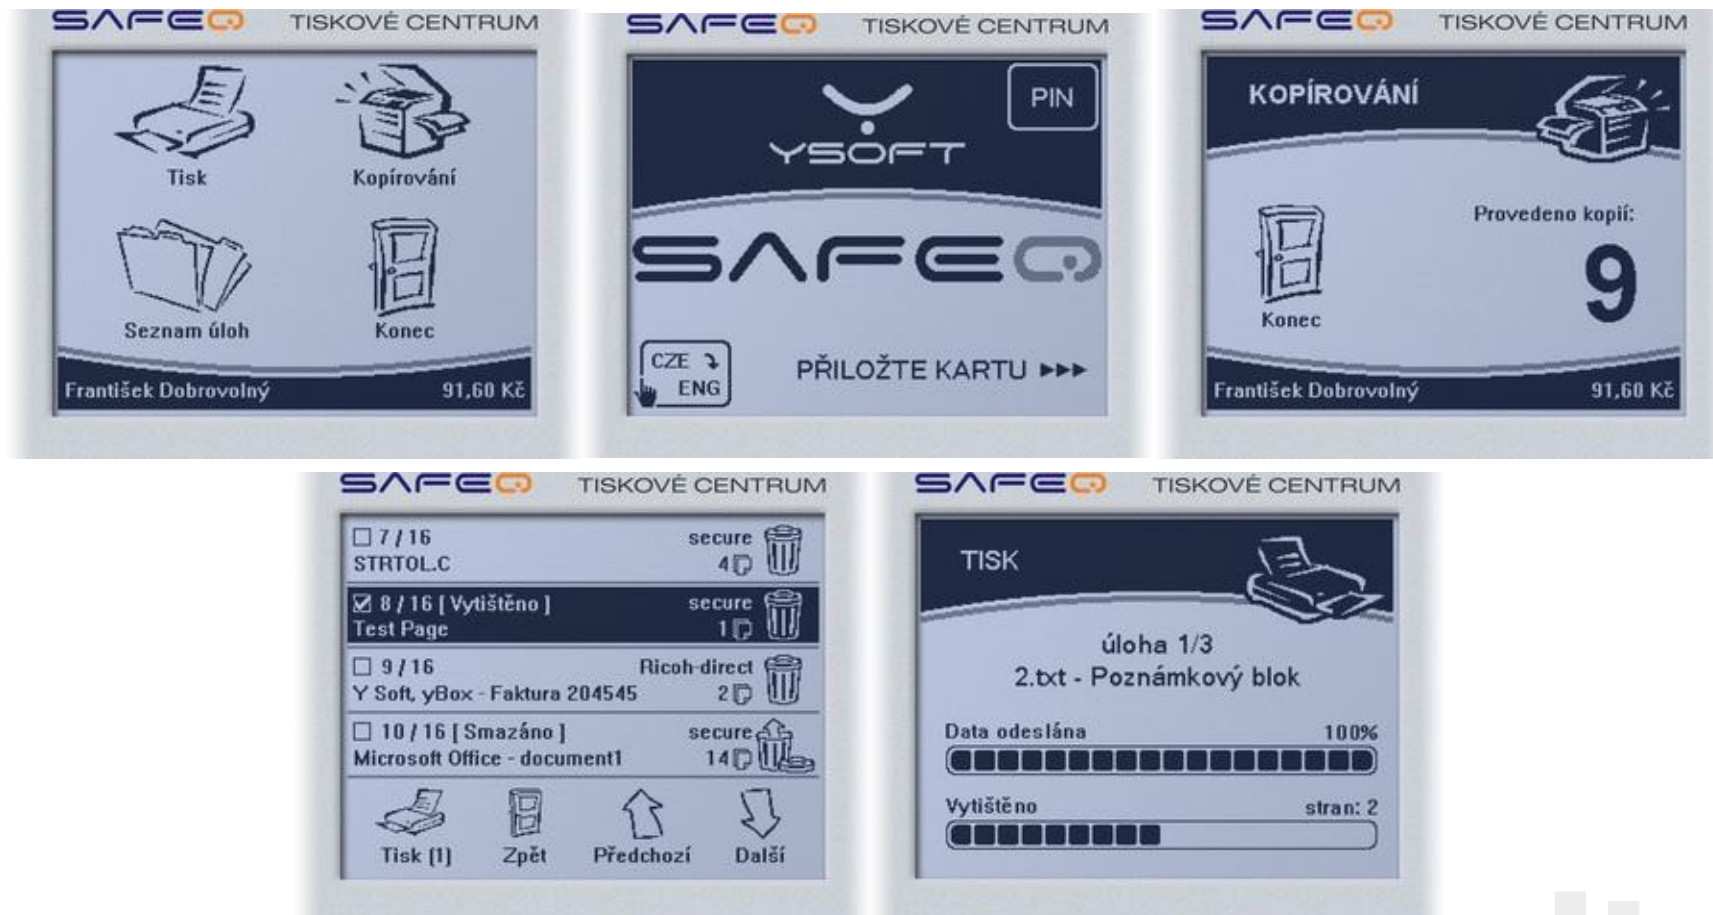 SAFEQ TISKOVÉ CENTRUM
Tisk
Kopírování
Seznam úloh
Konec
František Dobrovolný 91,60 Kč
SAFEQ TISKOVÉ CENTRUM
PIN
YSOFT
SAFEQ
CZE
ENG
PŘILOŽTE KARTU
SAFEQ TISKOVÉ CENTRUM
KOPÍROVÁNÍ
Provedeno kopií:
9
Konec
František Dobrovolný 91,60 Kč
SAFEQ TISKOVÉ CENTRUM
7 / 16 secure
STRTOL.C 4
8 / 16 [ Vytištěno ] secure
Test Page 1
9 / 16 Ricoh-direct
Y Soft, yBox - Faktura 204545 2
10 / 16 [ Smazáno ] secure
Microsoft Office - document1 14
Tisk (1) Zpět Předchozí Další
SAFEQ TISKOVÉ CENTRUM
TISK
úloha 1/3
2.txt - Poznámkový blok
Data odeslána 100%
Vytištěno stran: 2